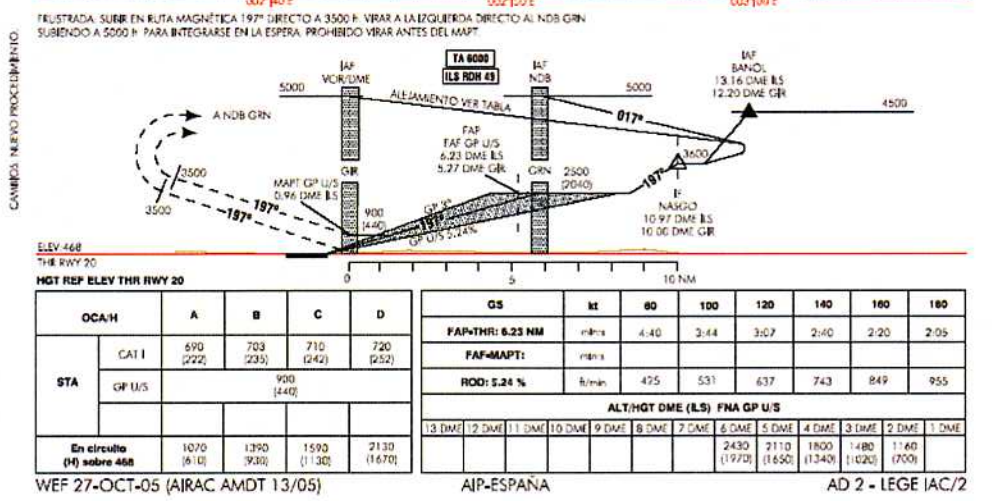 002°40'E 002°50'E 003°00'E
FRUSTRADA: SUBIR EN RUTA MAGNÉTICA 197° DIRECTO A 3500 ft. VIRAR A LA IZQUIERDA DIRECTO AL NDB GRN
SUBIENDO A 5000 ft PARA INTEGRARSE EN LA ESPERA. PROHIBIDO VIRAR ANTES DEL MAPT.
CAMBIOS: NUEVO PROCEDIMIENTO.
TA 6000
ILS RDH 49
IAF
VOR/DME
IAF
NDB
IAF
BANOL
13.16 DME ILS
12.20 DME GIR
5000
5000
4500
ALEJAMIENTO VER TABLA
017°
A NDB GRN
FAP
FAF GP U/S
6.23 DME ILS
5.27 DME GIR
3600
3500
3500
GIR
GRN
2500
(2040)
MAPT GP U/S
0.96 DME ILS
197°
197°
197°
900
(440)
GP 3°
197°
GP U/S 5.24%
IF
NASGO
10.97 DME ILS
10.00 DME GIR
ELEV 468
THR RWY 20
HGT REF ELEV THR RWY 20
0 5 10 NM
OCA/H A B C D
STA
CAT I 690 703 710 720
(222) (235) (242) (252)
GP U/S 900
(440)
En circuito 1070 1390 1590 2130
(H) sobre 468 (610) (930) (1130) (1670)
GS kt 80 100 120 140 160 180
FAP-THR: 6.23 NM min:s 4:40 3:44 3:07 2:40 2:20 2:05
FAF-MAPT: min:s
ROD: 5.24 % ft/min 425 531 637 743 849 955
ALT/HGT DME (ILS) FNA GP U/S
13 DME 12 DME 11 DME 10 DME 9 DME 8 DME 7 DME 6 DME 5 DME 4 DME 3 DME 2 DME 1 DME
2430 2110 1800 1480 1160
(1970) (1650) (1340) (1020) (700)
WEF 27-OCT-05 (AIRAC AMDT 13/05) AIP-ESPAÑA AD 2 - LEGE IAC/2